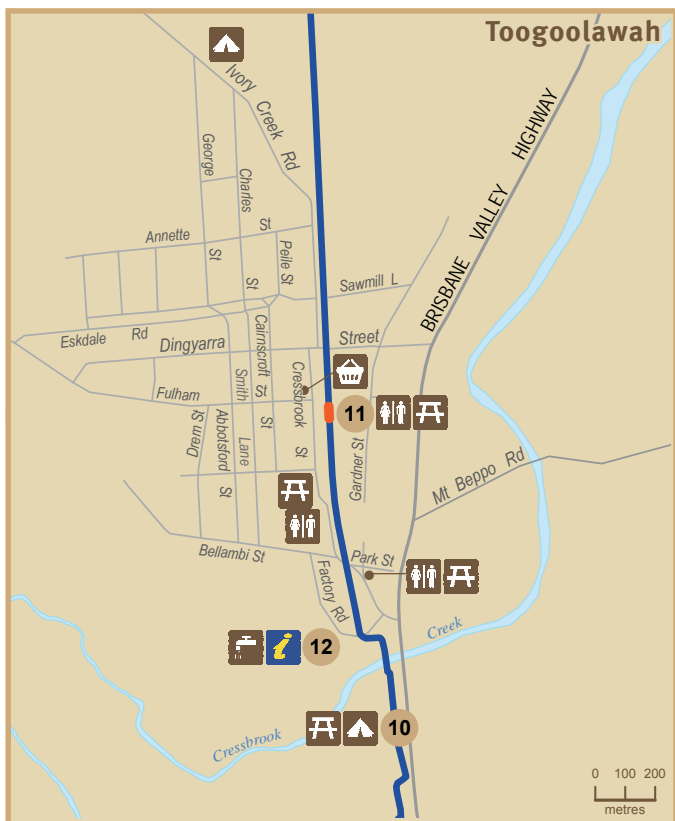 Toogoolawah
Ivory Creek Rd
BRISBANE VALLEY HIGHWAY
George
St
Charles
St
Annette
St
Peile St
Sawmill L
Eskdale Rd
Dingyarra
Street
Cairnscroft
St
Cressbrook
St
Smith
Lane
Fulham
St
11
Drem St
Abbotsford
St
Gardner St
Mt Beppo Rd
Bellambi St
Park St
Factory Rd
Creek
12
10
Cressbrook
0 100 200
metres